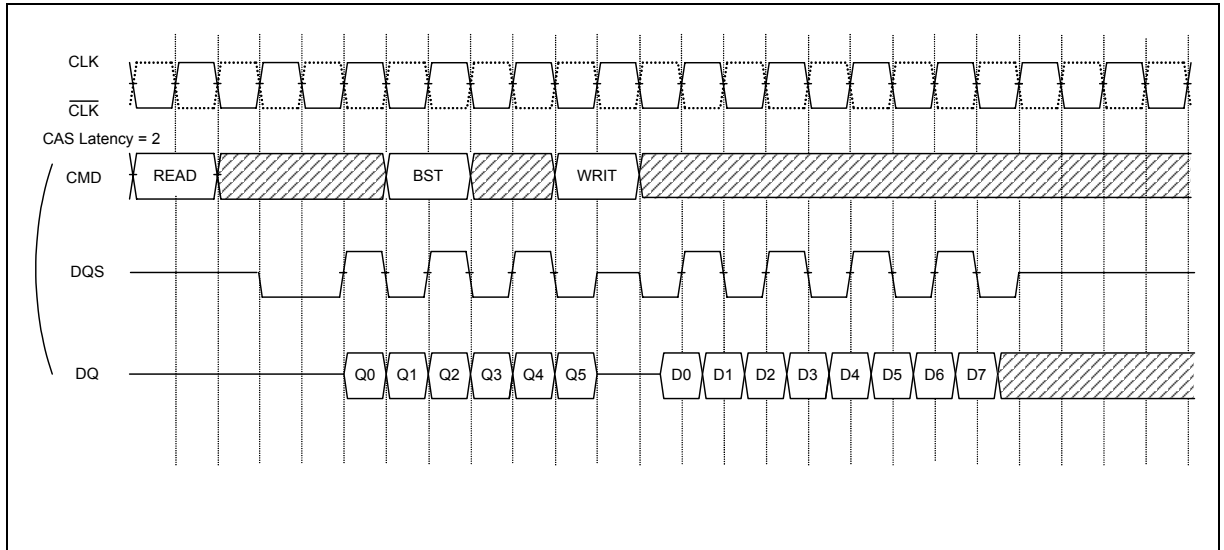 CLK
CLK
CAS Latency = 2
CMD READ BST WRIT
DQS
DQ Q0 Q1 Q2 Q3 Q4 Q5 D0 D1 D2 D3 D4 D5 D6 D7